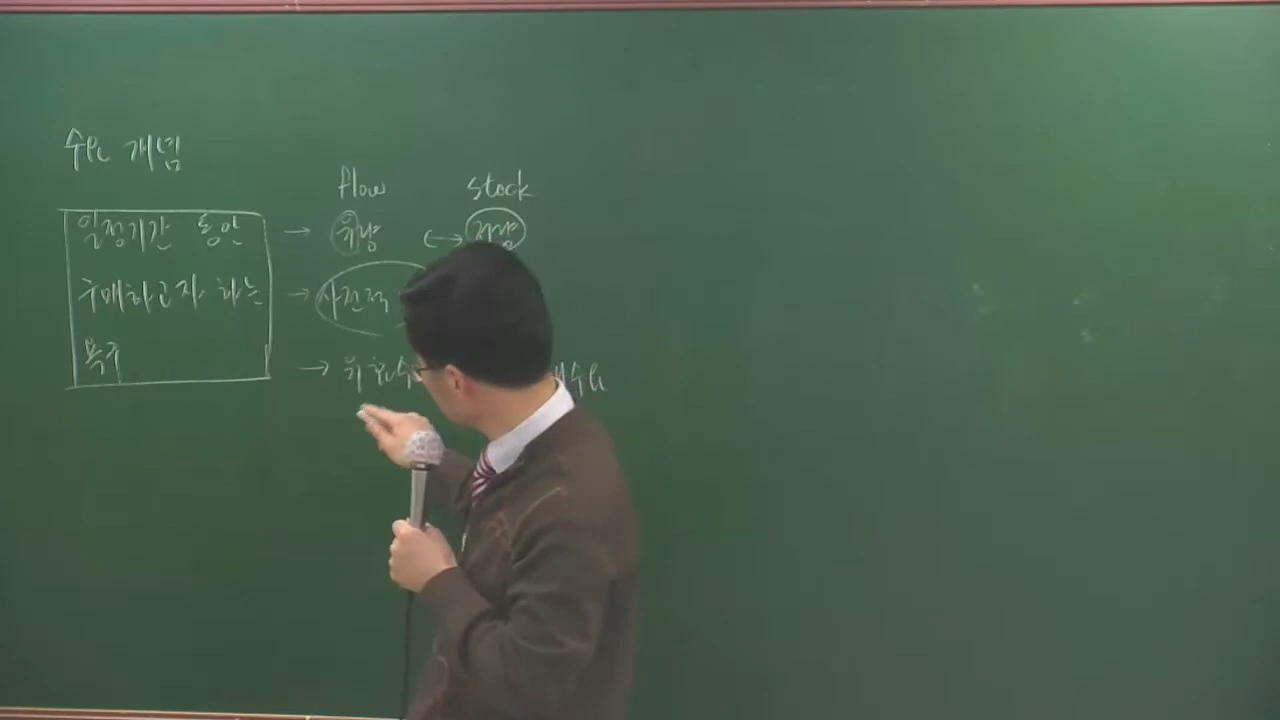 수요 개념
flow stock
일정기간 동안 → 유량 ↔ 저량
구매하고자 하는 → 사전적
욕구 → 유효수